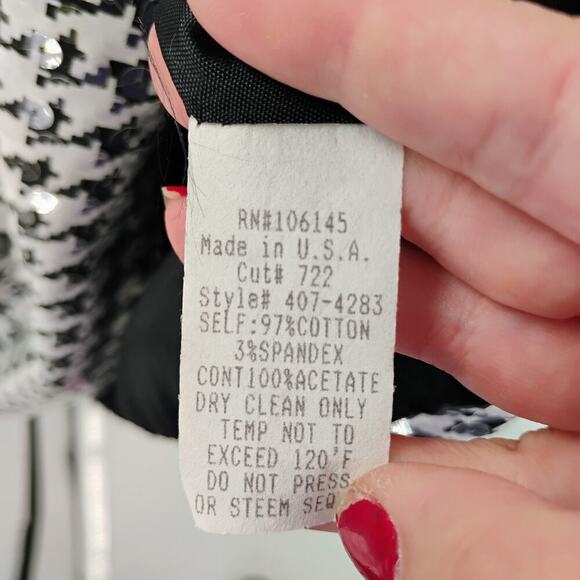 RN#106145
Made in U.S.A.
Cut# 722
Style# 407-4283
SELF:97%COTTON
3%SPANDEX
CONT100%ACETATE
DRY CLEAN ONLY
TEMP NOT TO
EXCEED 120'F
DO NOT PRESS
OR STEEM SEQ